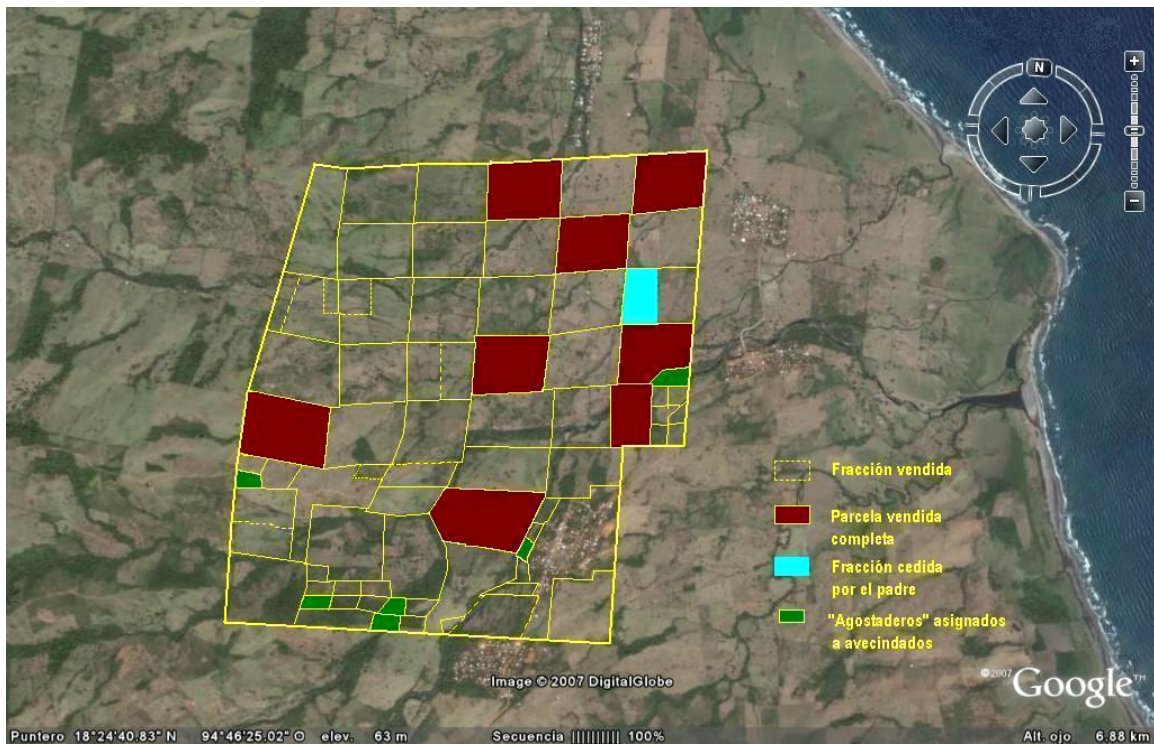 N
Fracción vendida
Parcela vendida
completa
Fracción cedida
por el padre
"Agostaderos" asignados
a avecindados
Image © 2007 DigitalGlobe
©2007 Google™
Puntero 18°24'40.83" N 94°46'25.02" O elev. 63 m Secuencia |||||||||| 100% Alt. ojo 6.88 km